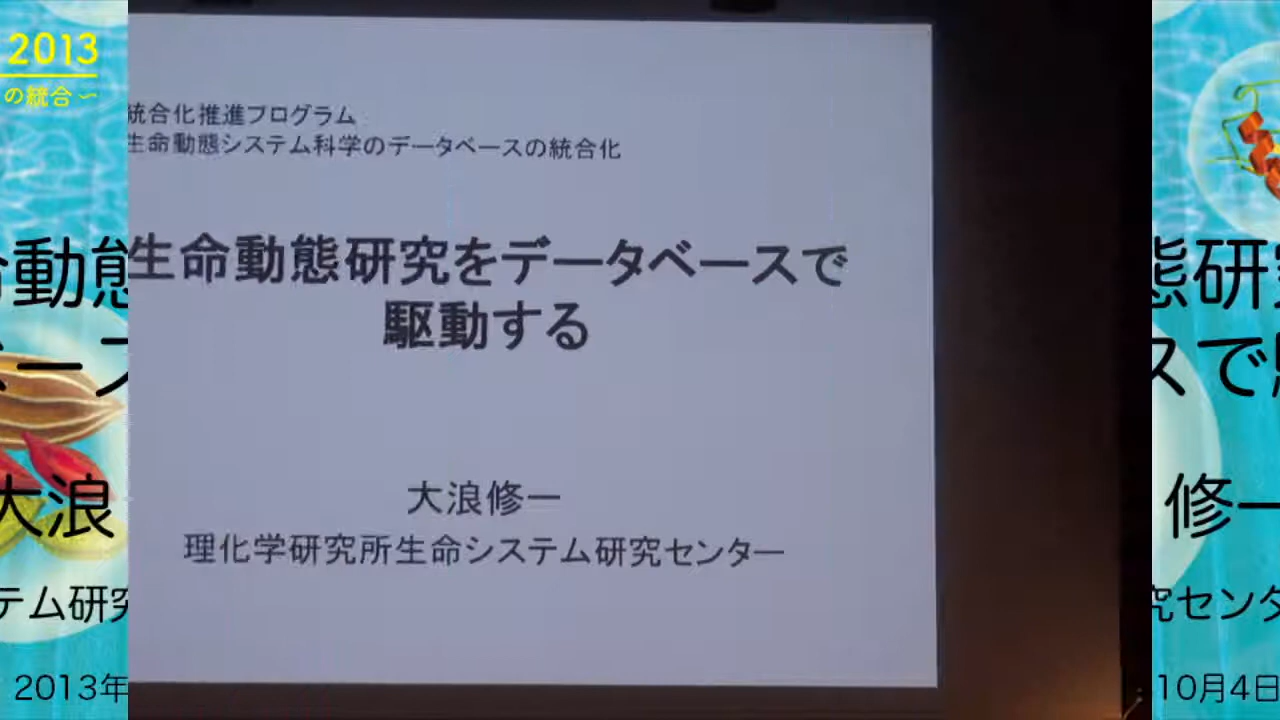 2013
の統合～
統合化推進プログラム
生命動態システム科学のデータベースの統合化
生命動態研究をデータベースで
駆動する
大浪修一
理化学研究所生命システム研究センター
動態
態研
ース
スで
大浪
修一
テム研究
究センタ
2013年
10月4日